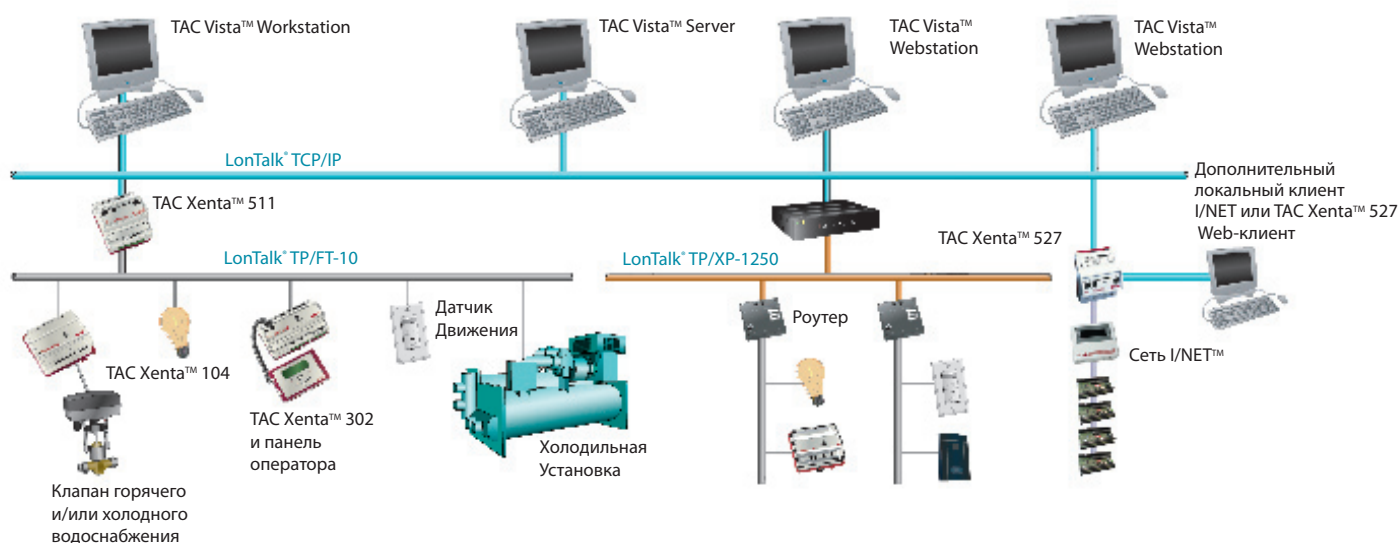 TAC Vista™ Workstation
TAC Vista™ Server
TAC Vista™
Webstation
TAC Vista™
Webstation
LonTalk® TCP/IP
Дополнительный
локальный клиент
I/NET или TAC Xenta™ 527
Web-клиент
TAC Xenta™ 511
TAC Xenta™ 527
LonTalk® TP/FT-10
LonTalk® TP/XP-1250
Датчик
Движения
Роутер
Сеть I/NET™
TAC Xenta™ 104
TAC Xenta™ 302
и панель
оператора
Холодильная
Установка
Клапан горячего
и/или холодного
водоснабжения